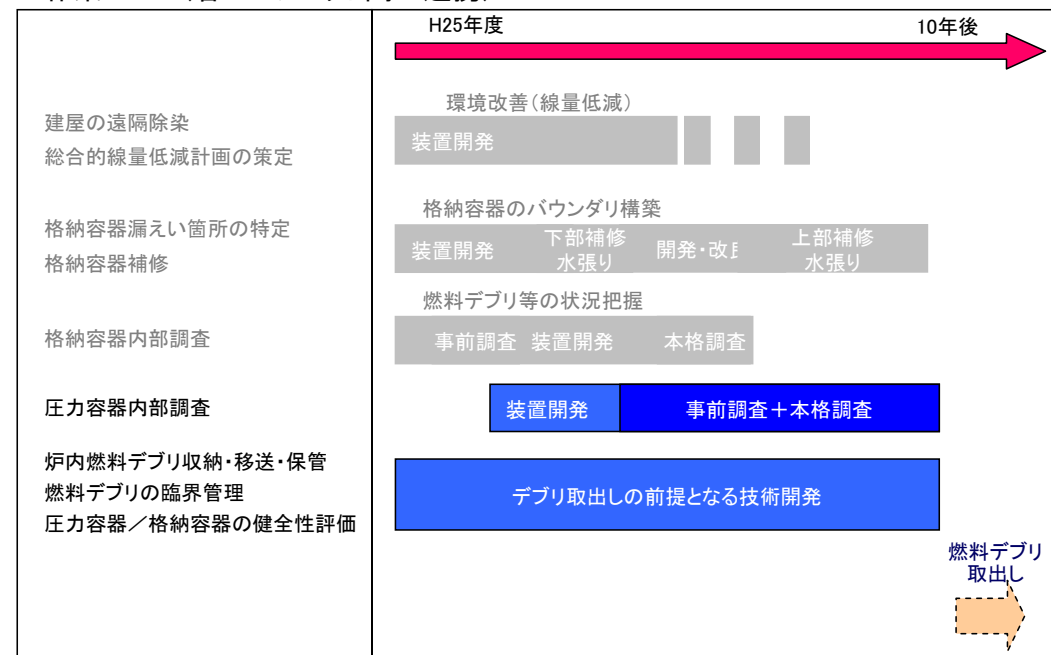 H25年度
10年後
環境改善(線量低減)
建屋の遠隔除染
総合的線量低減計画の策定
装置開発
格納容器のバウンダリ構築
格納容器漏えい箇所の特定
格納容器補修
装置開発
下部補修
水張り
開発・改良
上部補修
水張り
燃料デブリ等の状況把握
格納容器内部調査
事前調査
装置開発
本格調査
圧力容器内部調査
装置開発
事前調査+本格調査
炉内燃料デブリ収納・移送・保管
燃料デブリの臨界管理
圧力容器/格納容器の健全性評価
デブリ取出しの前提となる技術開発
燃料デブリ
取出し